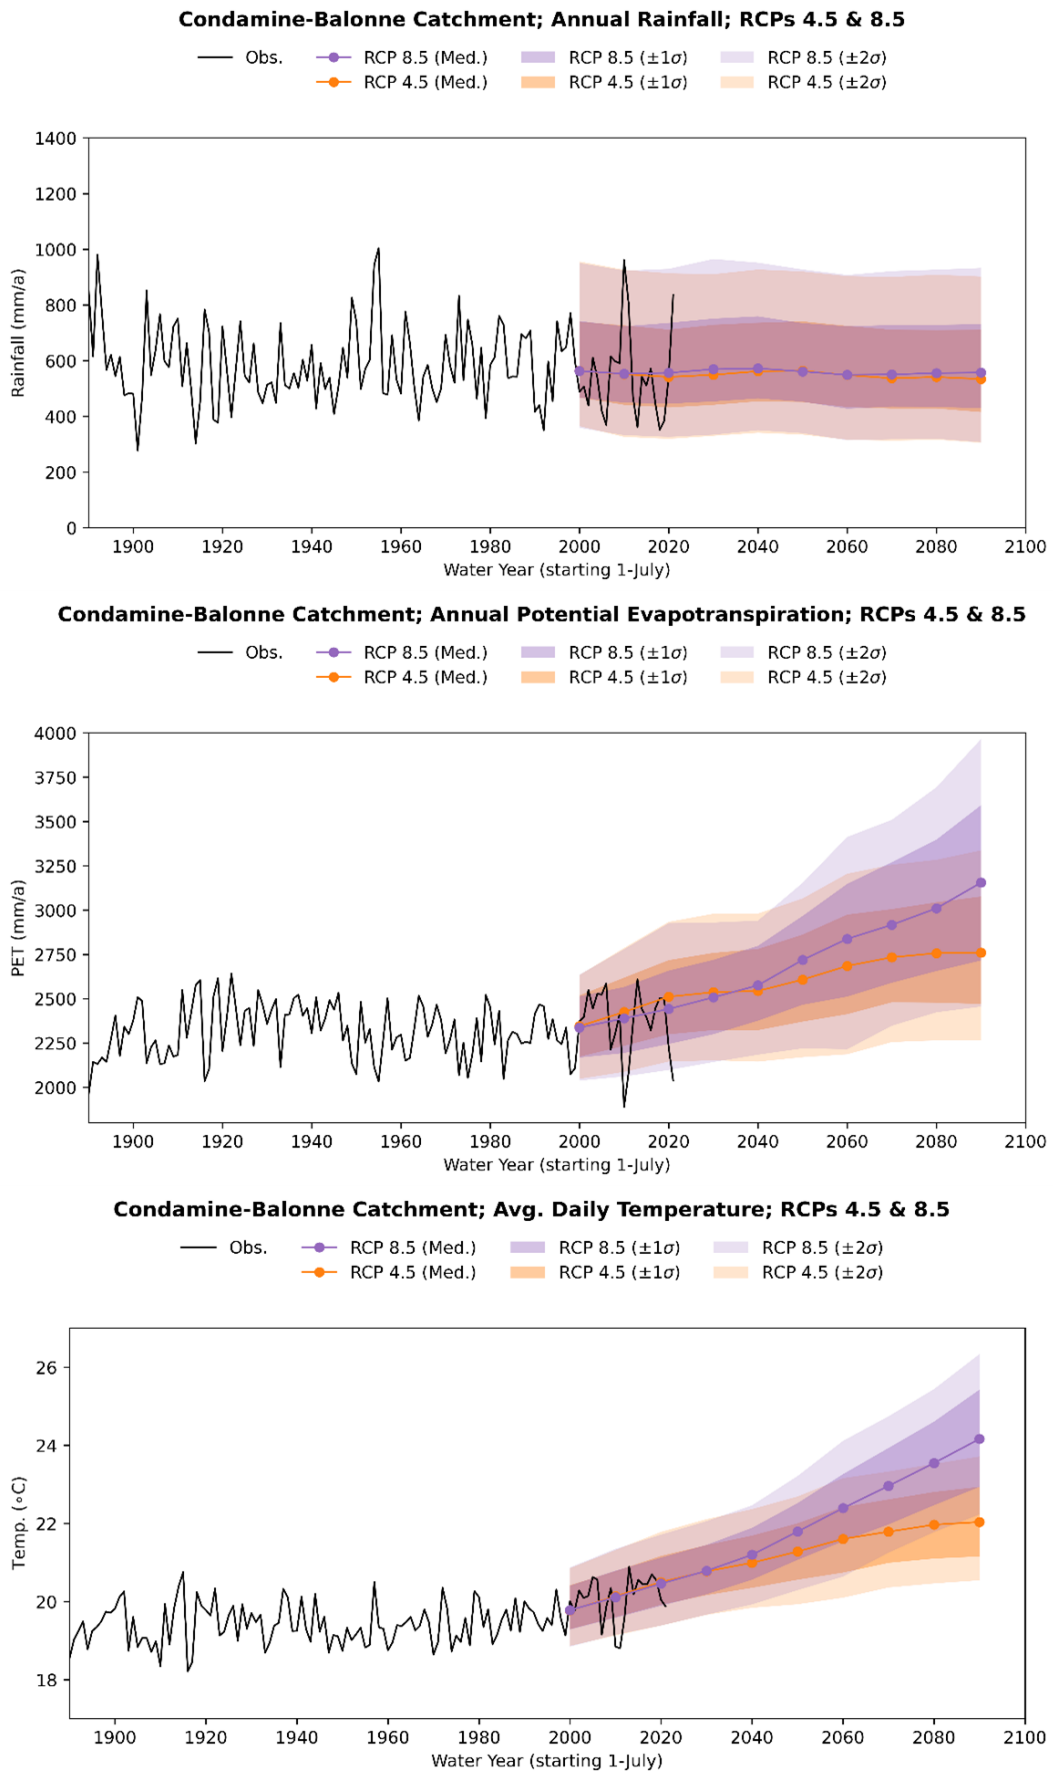 Condamine-Balonne Catchment; Annual Rainfall; RCPs 4.5 & 8.5
Obs. RCP 8.5 (Med.) RCP 8.5 (±1σ) RCP 8.5 (±2σ)
RCP 4.5 (Med.) RCP 4.5 (±1σ) RCP 4.5 (±2σ)
1400
1200
1000
800
600
400
200
0
Rainfall (mm/a)
1900 1920 1940 1960 1980 2000 2020 2040 2060 2080 2100
Water Year (starting 1-July)
Condamine-Balonne Catchment; Annual Potential Evapotranspiration; RCPs 4.5 & 8.5
Obs. RCP 8.5 (Med.) RCP 8.5 (±1σ) RCP 8.5 (±2σ)
RCP 4.5 (Med.) RCP 4.5 (±1σ) RCP 4.5 (±2σ)
4000
3750
3500
3250
3000
2750
2500
2250
2000
PET (mm/a)
1900 1920 1940 1960 1980 2000 2020 2040 2060 2080 2100
Water Year (starting 1-July)
Condamine-Balonne Catchment; Avg. Daily Temperature; RCPs 4.5 & 8.5
Obs. RCP 8.5 (Med.) RCP 8.5 (±1σ) RCP 8.5 (±2σ)
RCP 4.5 (Med.) RCP 4.5 (±1σ) RCP 4.5 (±2σ)
26
24
22
20
18
Temp. (∘C)
1900 1920 1940 1960 1980 2000 2020 2040 2060 2080 2100
Water Year (starting 1-July)